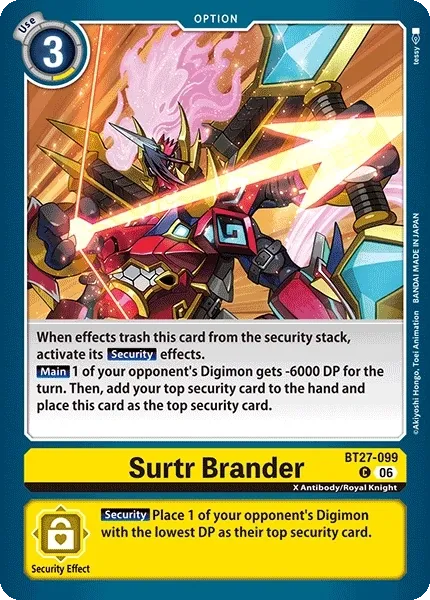 Use
3
OPTION
tessy
©Akiyoshi Hongo, Toei Animation BANDAI MADE IN JAPAN
When effects trash this card from the security stack,
activate its Security effects.
Main 1 of your opponent's Digimon gets -6000 DP for the
turn. Then, add your top security card to the hand and
place this card as the top security card.
Surtr Brander
BT27-099
C 06
X Antibody/Royal Knight
Security Place 1 of your opponent's Digimon
with the lowest DP as their top security card.
Security Effect